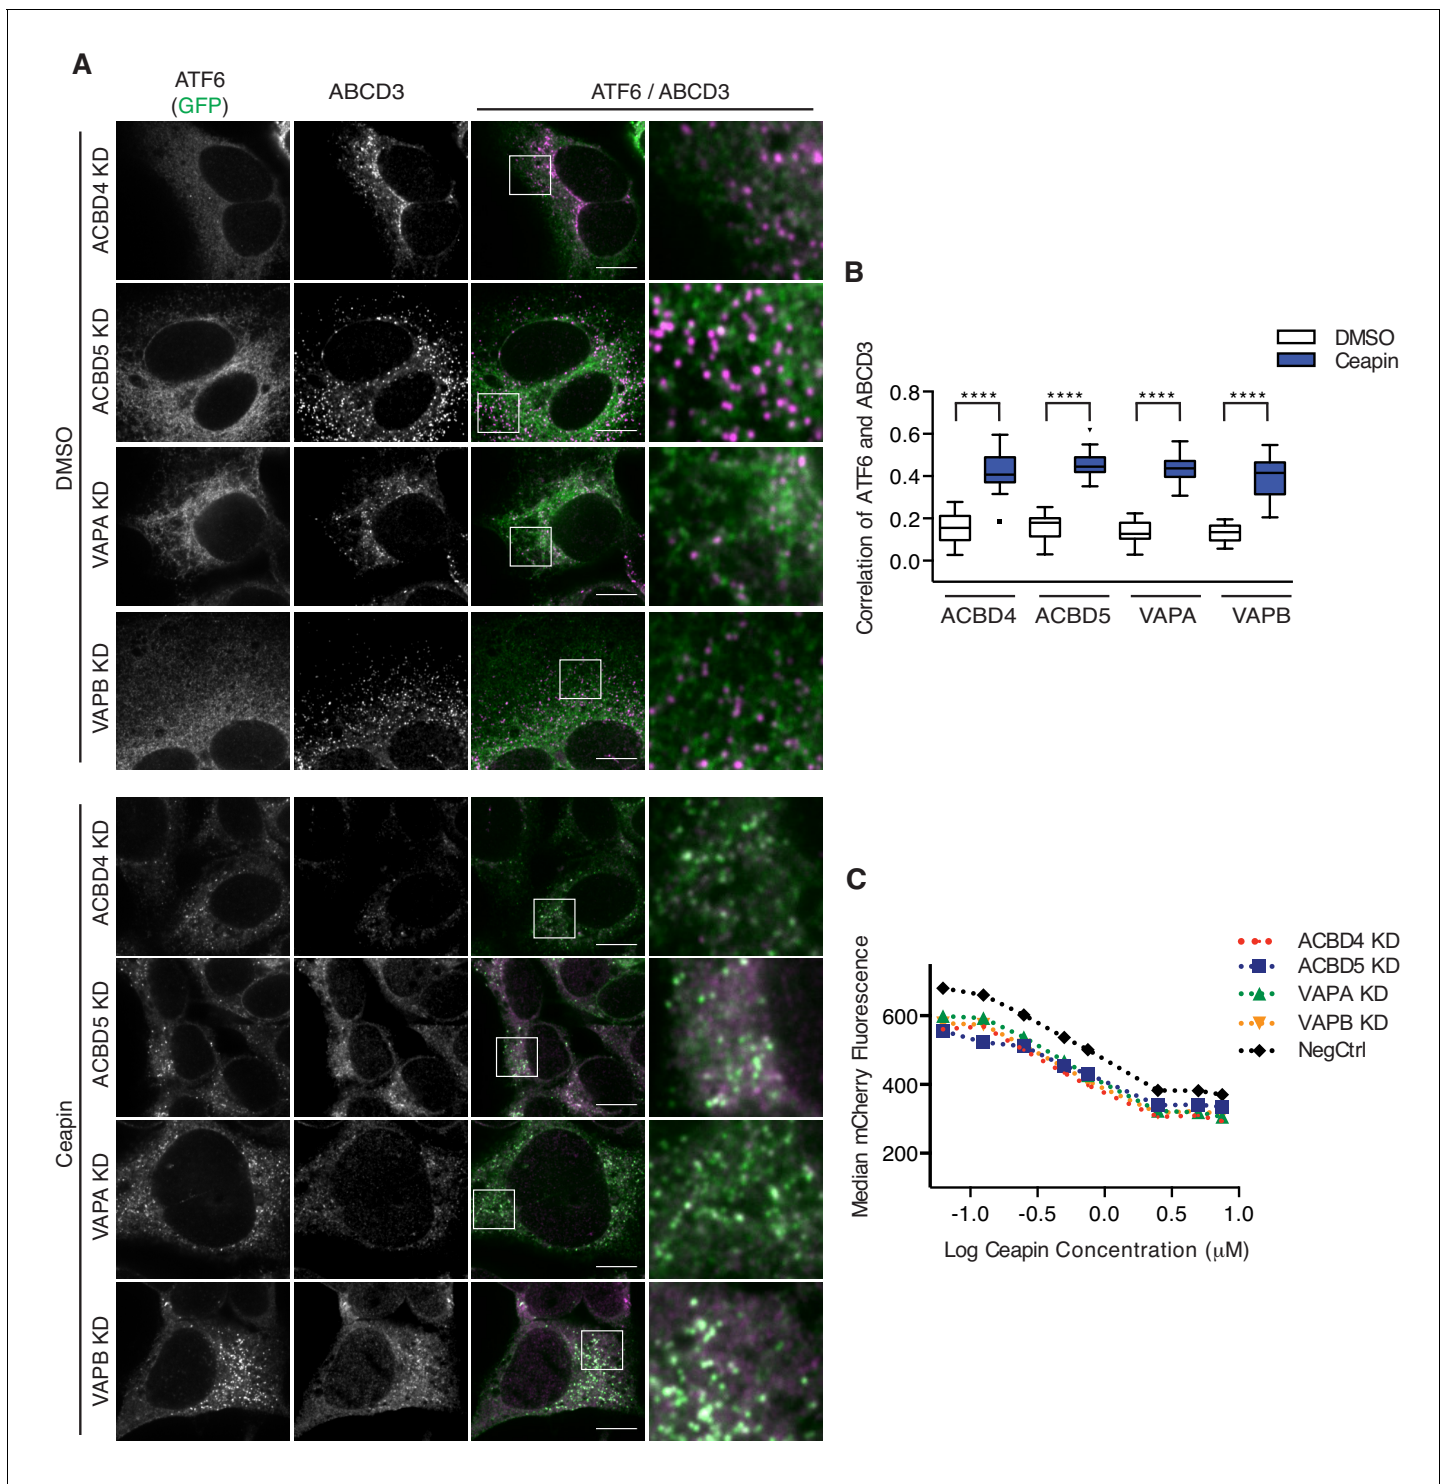 A
ATF6
(GFP)
ABCD3
ATF6 / ABCD3
DMSO
ACBD4 KD
ACBD5 KD
VAPA KD
VAPB KD
Ceapin
ACBD4 KD
ACBD5 KD
VAPA KD
VAPB KD
B
DMSO
Ceapin
Correlation of ATF6 and ABCD3
0.8
0.6
0.4
0.2
0.0
**** **** **** ****
ACBD4 ACBD5 VAPA VAPB
C
ACBD4 KD
ACBD5 KD
VAPA KD
VAPB KD
NegCtrl
Median mCherry Fluorescence
600
400
200
-1.0 -0.5 0.0 0.5 1.0
Log Ceapin Concentration (μM)